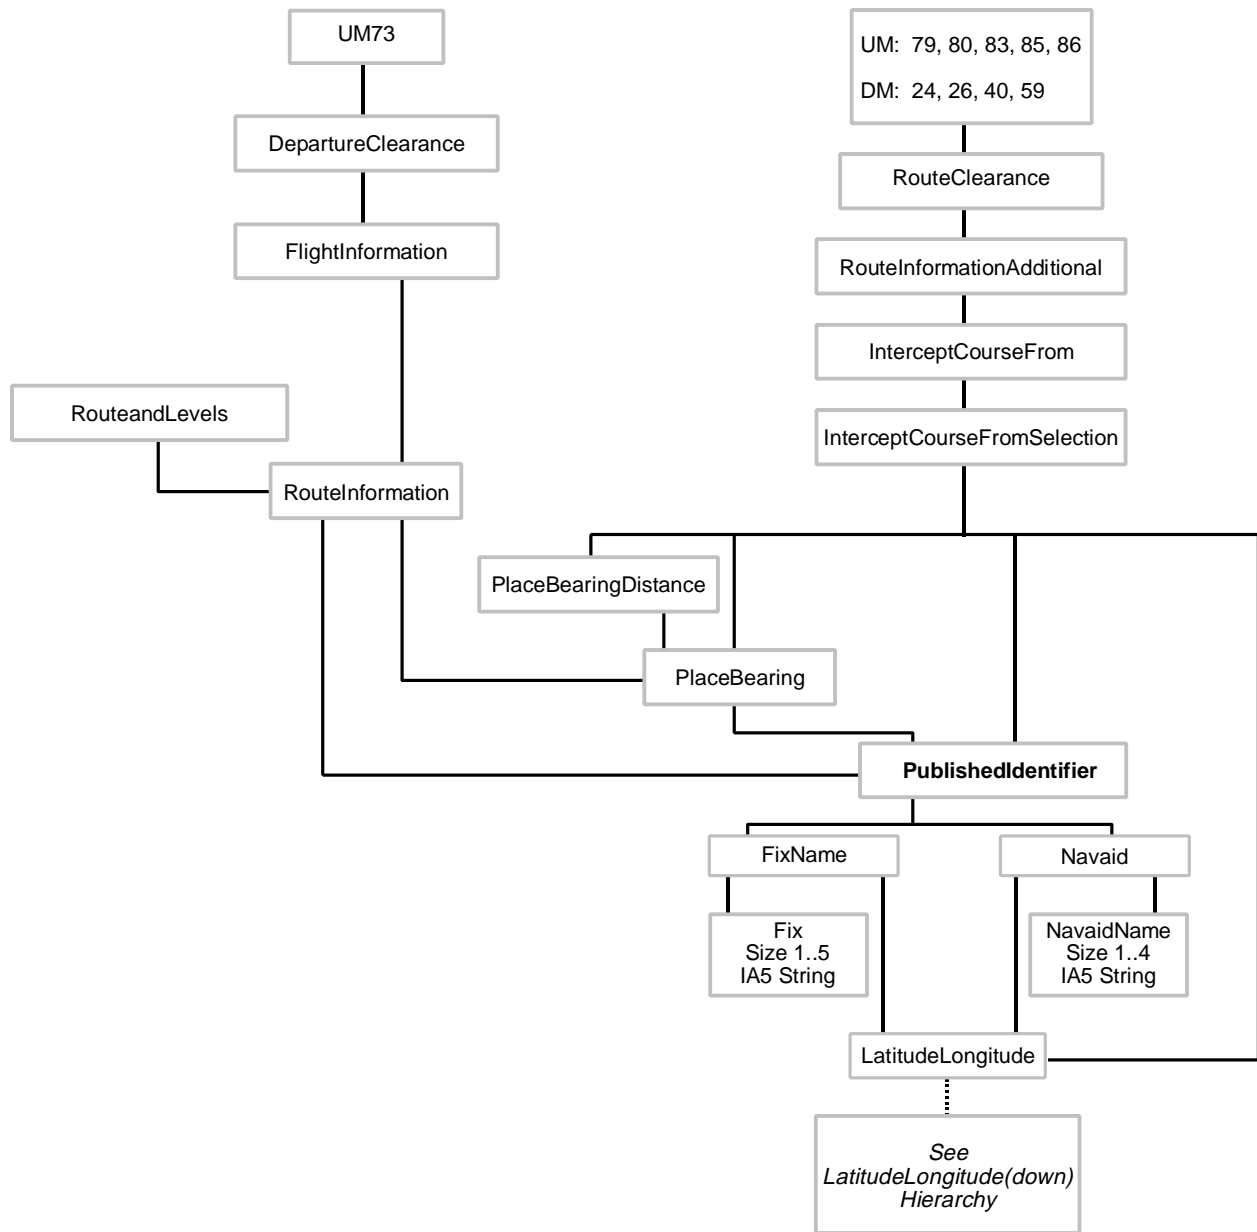 UM73
UM: 79, 80, 83, 85, 86
DM: 24, 26, 40, 59
DepartureClearance
RouteClearance
FlightInformation
RouteInformationAdditional
InterceptCourseFrom
RouteandLevels
InterceptCourseFromSelection
RouteInformation
PlaceBearingDistance
PlaceBearing
PublishedIdentifier
FixName
Navaid
Fix
Size 1..5
IA5 String
NavaidName
Size 1..4
IA5 String
LatitudeLongitude
See
LatitudeLongitude(down)
Hierarchy